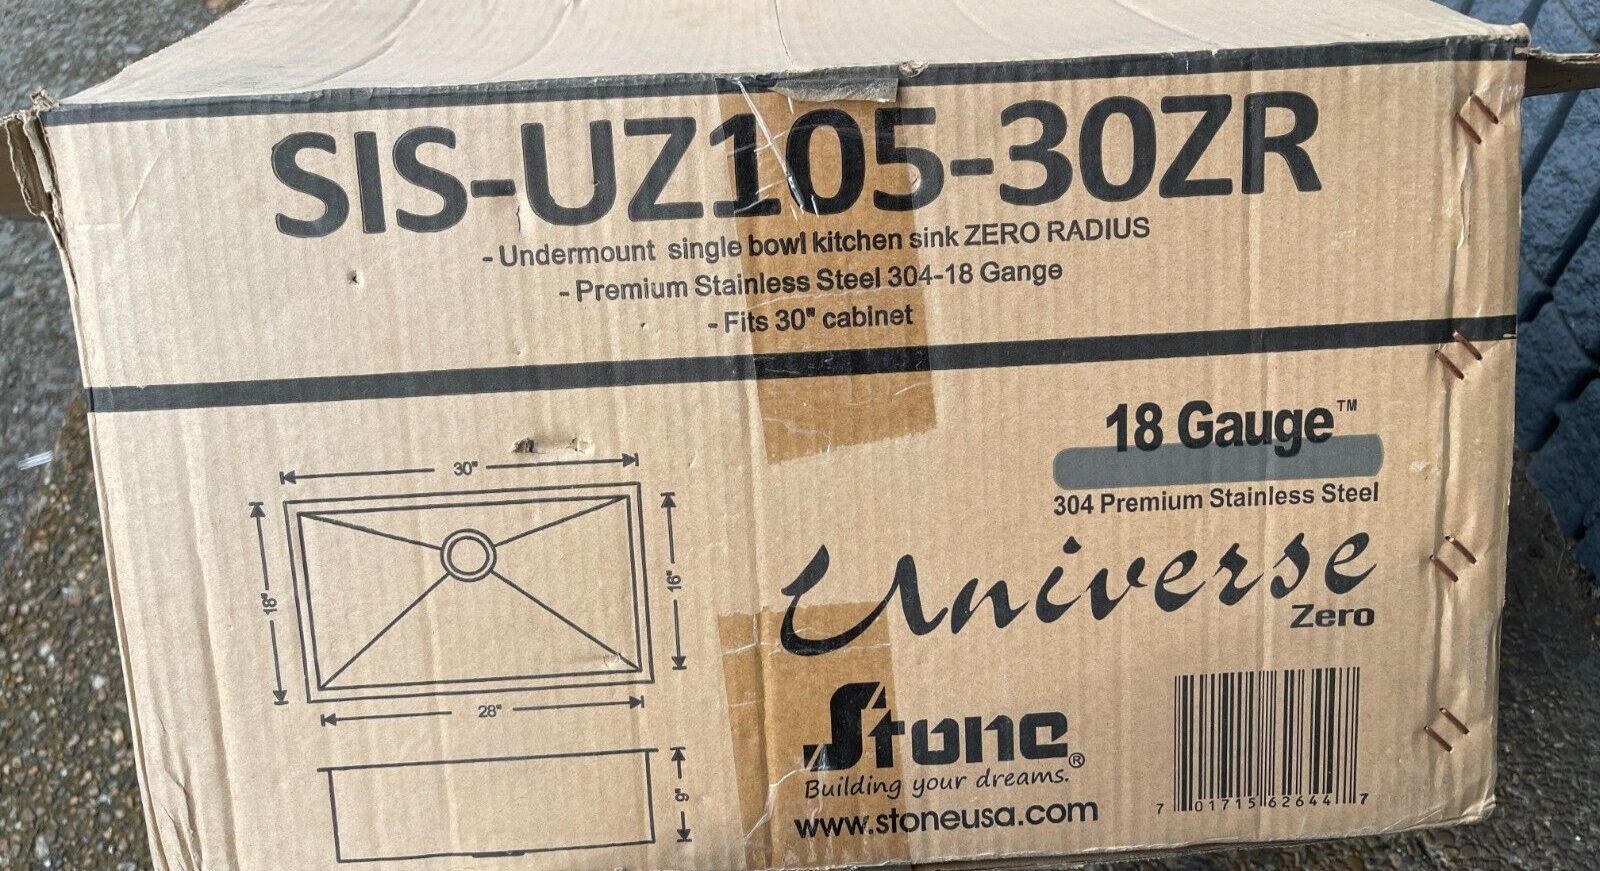 SIS-UZ105-30ZR
- Undermount single bowl kitchen sink ZERO RADIUS
- Premium Stainless Steel 304-18 Gange
- Fits 30" cabinet
18 Gauge™
304 Premium Stainless Steel
30"
18"
16"
28"
9"
Universe
Zero
Stone®
Building your dreams.
www.stoneusa.com
7 01715 62644 7